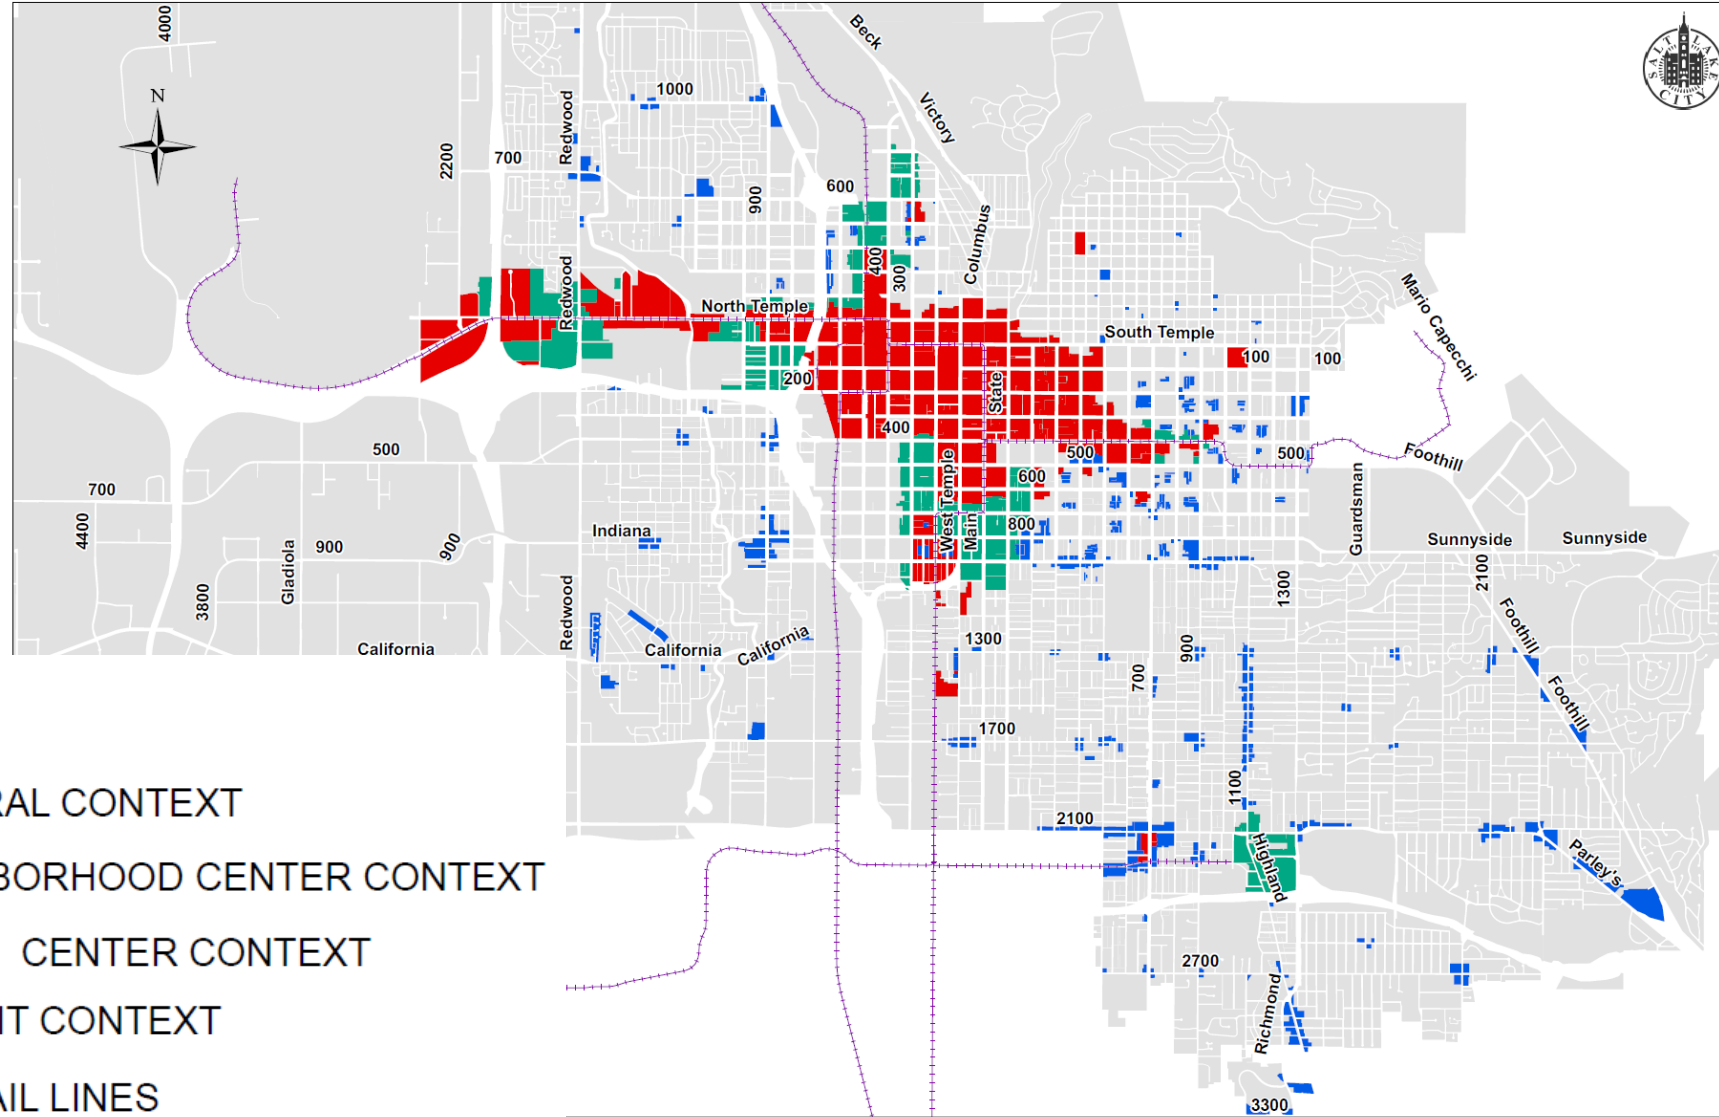 4000
Beck
SALT LAKE CITY
N
1000
Redwood
Victory
2200
700
600
900
Columbus
400
300
Redwood
Mario Capecchi
North Temple
South Temple
100
100
200
State
400
500
500
500
Foothill
West Temple
600
Guardsman
700
4400
Indiana
Main
800
Sunnyside
Sunnyside
900
900
Gladiola
2100
1300
3800
Redwood
Foothill
California
California
California
1300
900
700
Foothill
1700
1100
RAL CONTEXT
2100
Highland
Parley's
BORHOOD CENTER CONTEXT
CENTER CONTEXT
2700
IT CONTEXT
Richmond
AIL LINES
3300